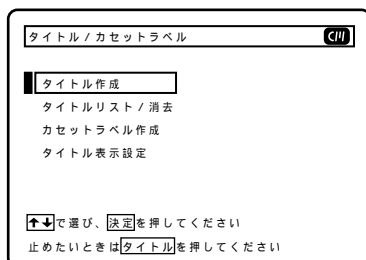 タイトル/カセットラベル CM
タイトル作成
タイトルリスト/消去
カセットラベル作成
タイトル表示設定
↑↓で選び、決定を押してください
止めたいときはタイトルを押してください